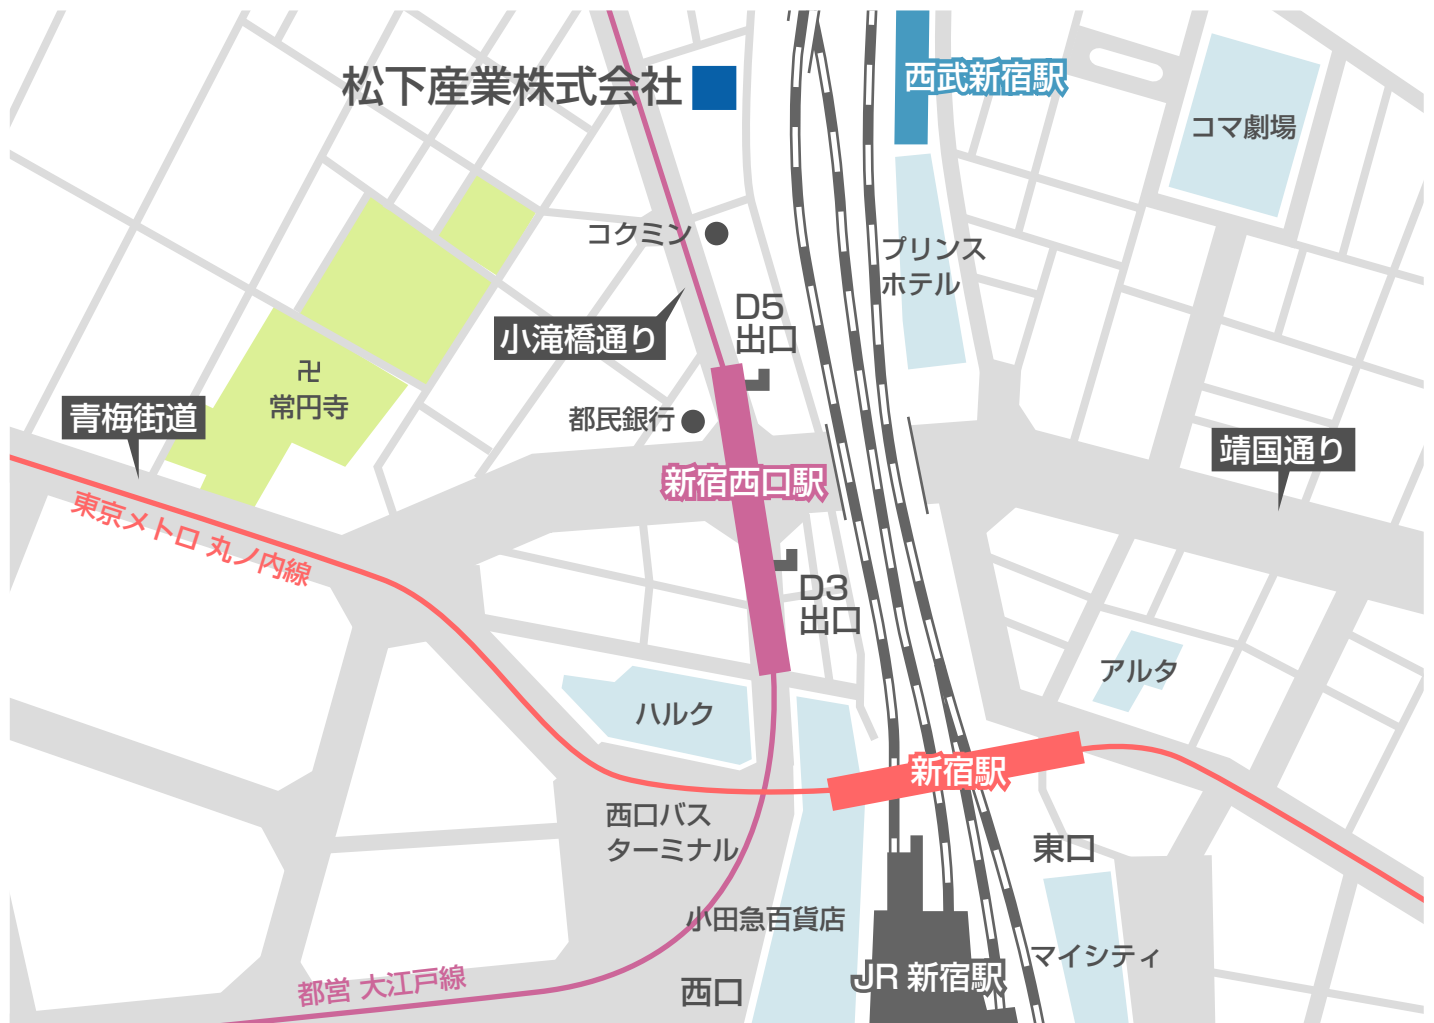 松下産業株式会社
西武新宿駅
コマ劇場
コクミン
プリンス
ホテル
D5
出口
小滝橋通り
卍
常円寺
青梅街道
都民銀行
靖国通り
新宿西口駅
東京メトロ 丸ノ内線
D3
出口
アルタ
ハルク
新宿駅
西口バス
ターミナル
東口
小田急百貨店
マイシティ
JR 新宿駅
都営 大江戸線
西口